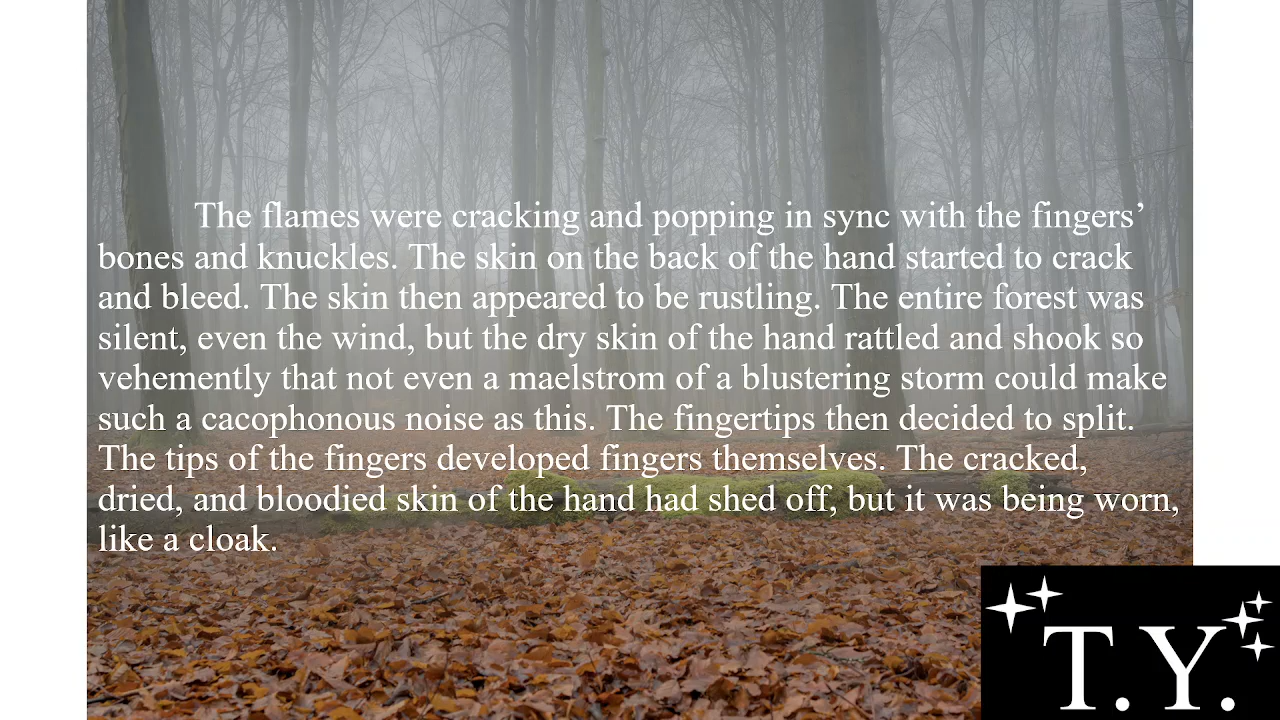 The flames were cracking and popping in sync with the fingers’
bones and knuckles. The skin on the back of the hand started to crack
and bleed. The skin then appeared to be rustling. The entire forest was
silent, even the wind, but the dry skin of the hand rattled and shook so
vehemently that not even a maelstrom of a blustering storm could make
such a cacophonous noise as this. The fingertips then decided to split.
The tips of the fingers developed fingers themselves. The cracked,
dried, and bloodied skin of the hand had shed off, but it was being worn,
like a cloak.
T.Y.